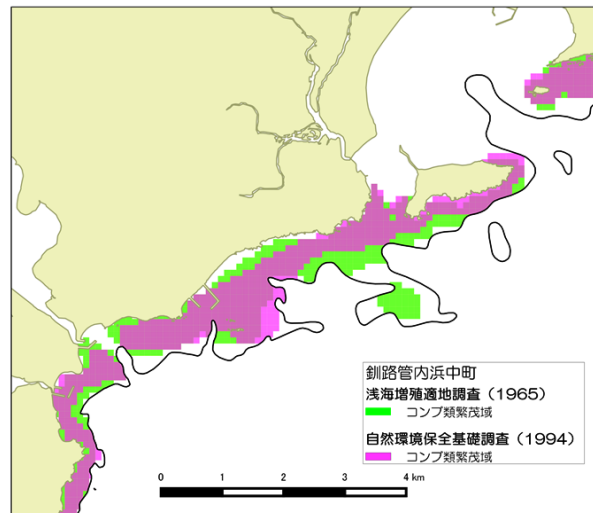 釧路管内浜中町
浅海増殖適地調査（1965）
コンブ類繁茂域
自然環境保全基礎調査（1994）
コンブ類繁茂域
0 1 2 3 4 km